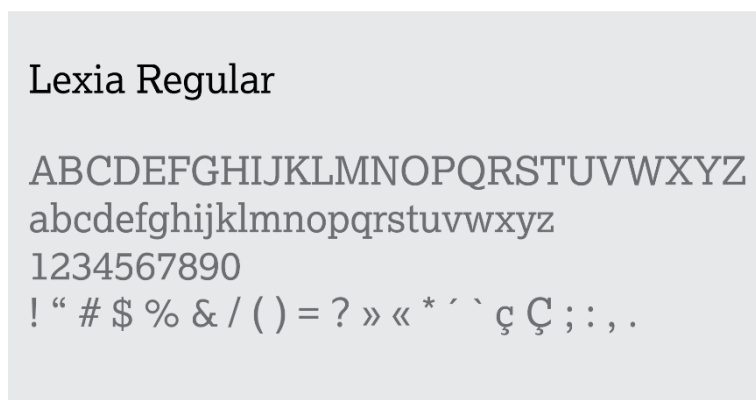 Lexia Regular
ABCDEFGHIJKLMNOPQRSTUVWXYZ
abcdefghijklmnopqrstuvwxyz
1234567890
! “ # $ % & / ( ) = ? » « * ´ ` ç Ç ; : , .